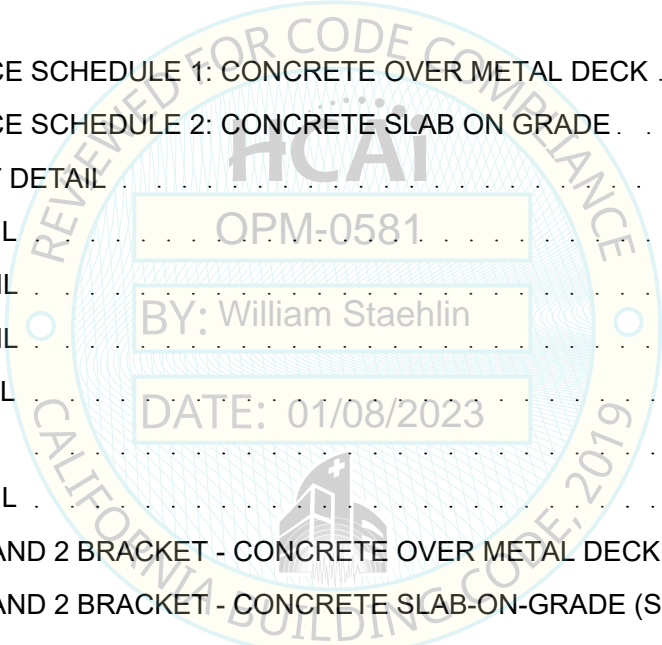 CE SCHEDULE 1: CONCRETE OVER METAL DECK .
CE SCHEDULE 2: CONCRETE SLAB ON GRADE . .
DETAIL . . . . . . . . . . . . . . . . . . .
L . . . . . . . . . . . . . . . . . . . . . .
IL . . . . . . . . . . . . . . . . . . . . . .
IL . . . . . . . . . . . . . . . . . . . . . .
L . . . . . . . . . . . . . . . . . . . . . .
. . . . . . . . . . . . . . . . . . . . . . .
L . . . . . . . . . . . . . . . . . . . . . .
AND 2 BRACKET - CONCRETE OVER METAL DECK
AND 2 BRACKET - CONCRETE SLAB-ON-GRADE (S
REVIEWED FOR CODE COMPLIANCE
HCAi
OPM-0581
BY: William Staehlin
DATE: 01/08/2023
CALIFORNIA BUILDING CODE, 2019